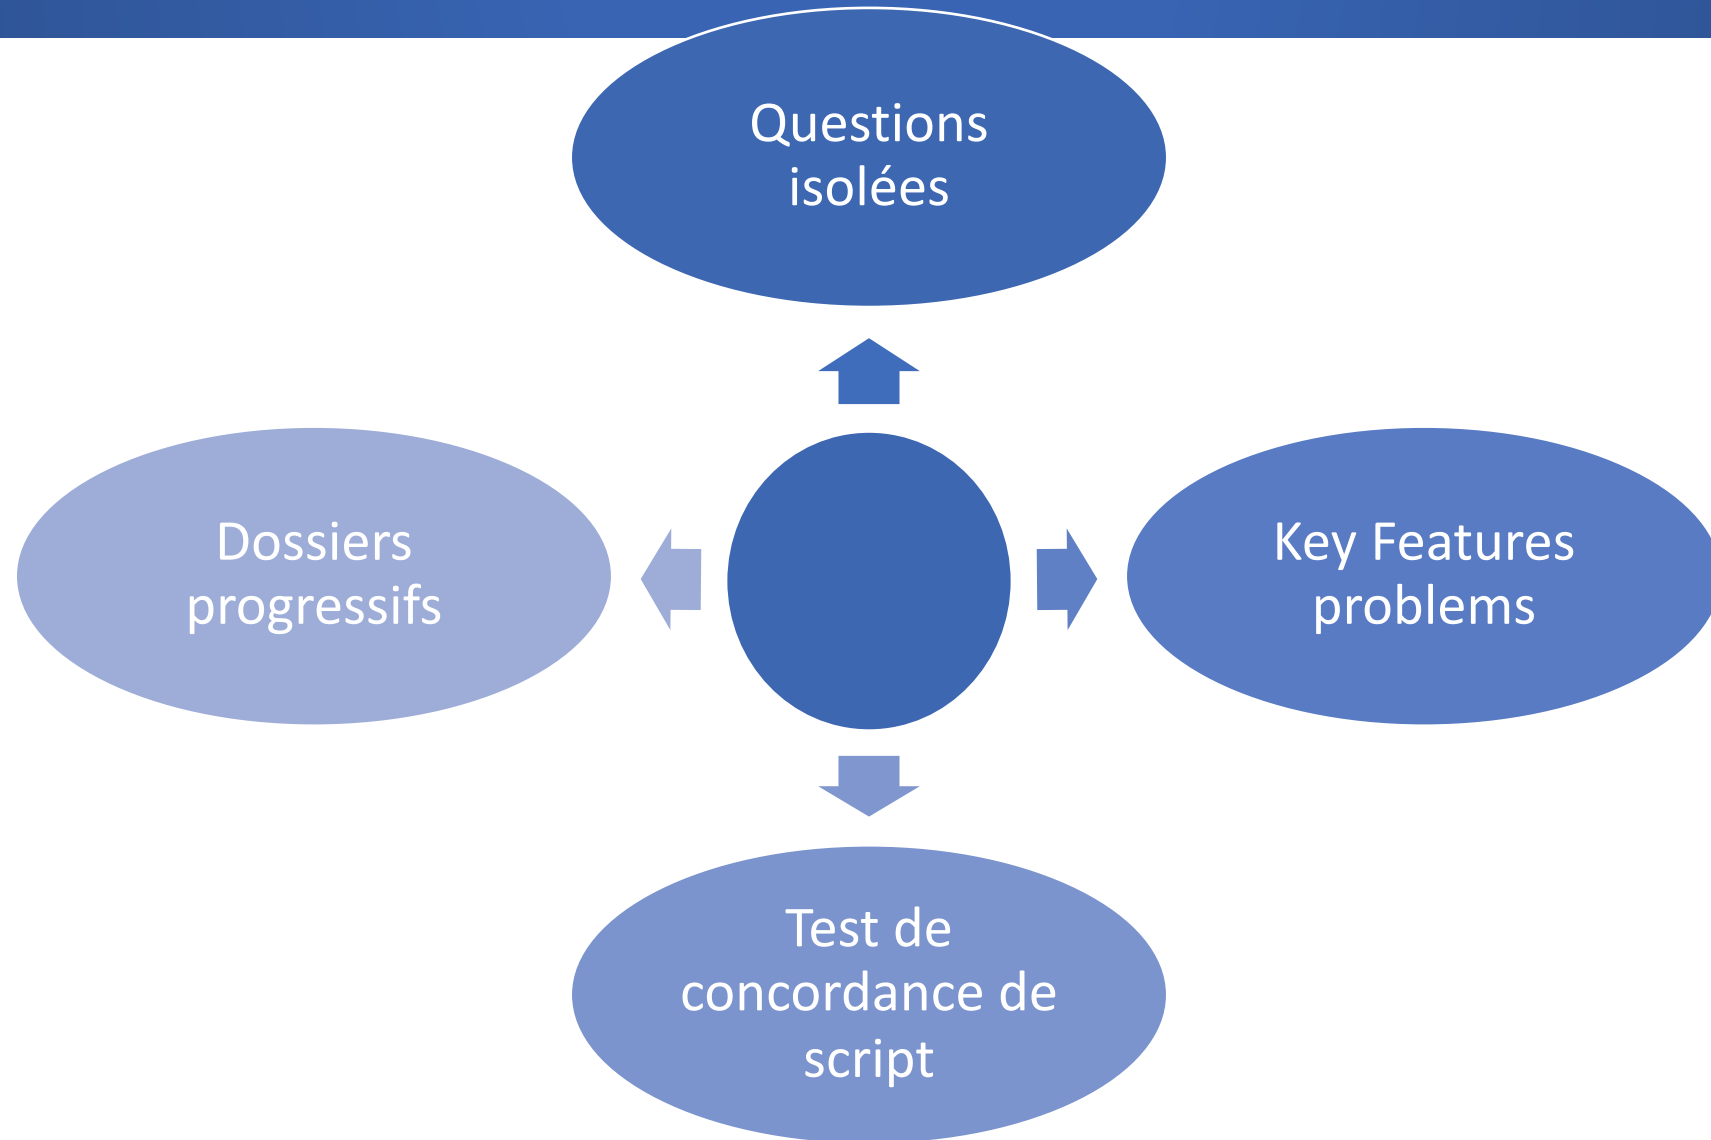 Questions
isolées
Dossiers
progressifs
Key Features
problems
Test de
concordance de
script